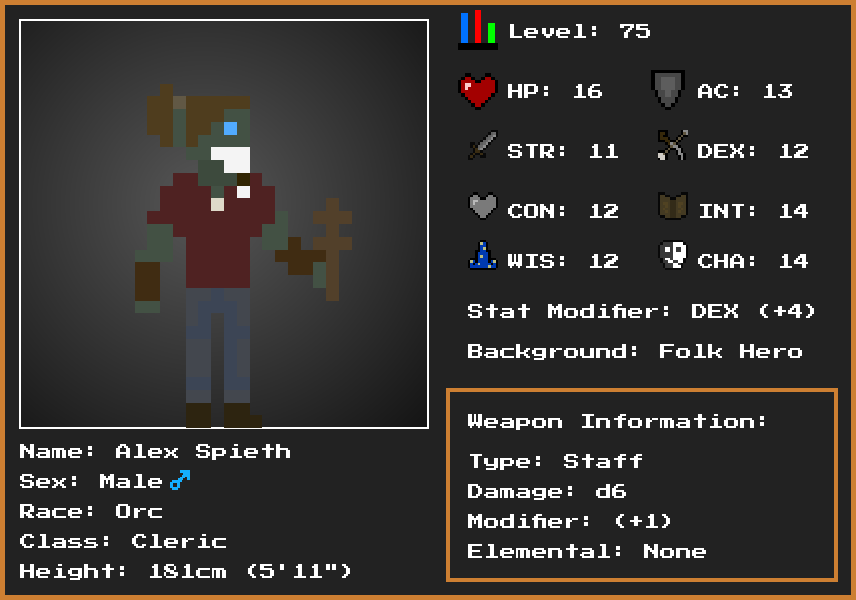 Level: 75
HP: 16
AC: 13
STR: 11
DEX: 12
CON: 12
INT: 14
WIS: 12
CHA: 14
Stat Modifier: DEX (+4)
Background: Folk Hero
Weapon Information:
Type: Staff
Damage: d6
Modifier: (+1)
Elemental: None
Name: Alex Spieth
Sex: Male ♂
Race: Orc
Class: Cleric
Height: 181cm (5'11")